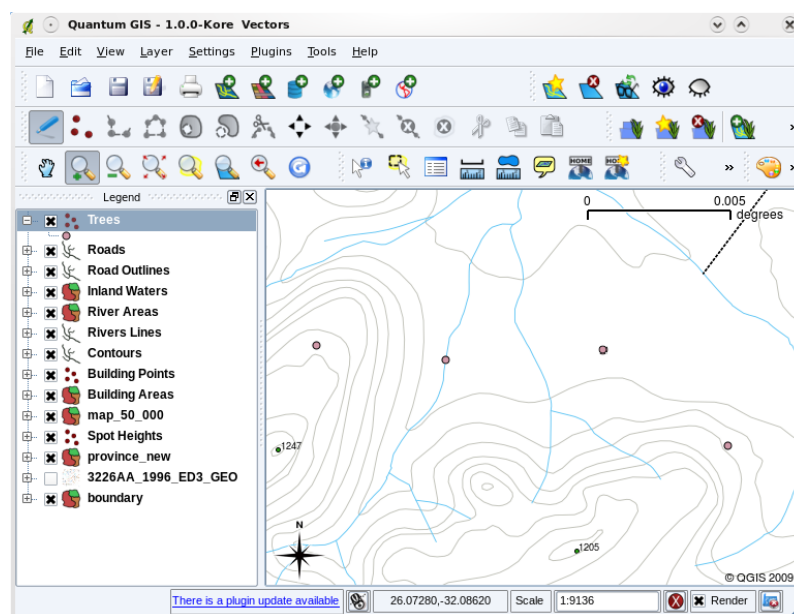 Quantum GIS - 1.0.0-Kore Vectors
File Edit View Layer Settings Plugins Tools Help
HOME HOME
Legend
Trees
Roads
Road Outlines
Inland Waters
River Areas
Rivers Lines
Contours
Building Points
Building Areas
map_50_000
Spot Heights
province_new
3226AA_1996_ED3_GEO
boundary
0 0.005
degrees
1247
1205
N
© QGIS 2009
There is a plugin update available 26.07280,-32.08620 Scale 1:9136 Render